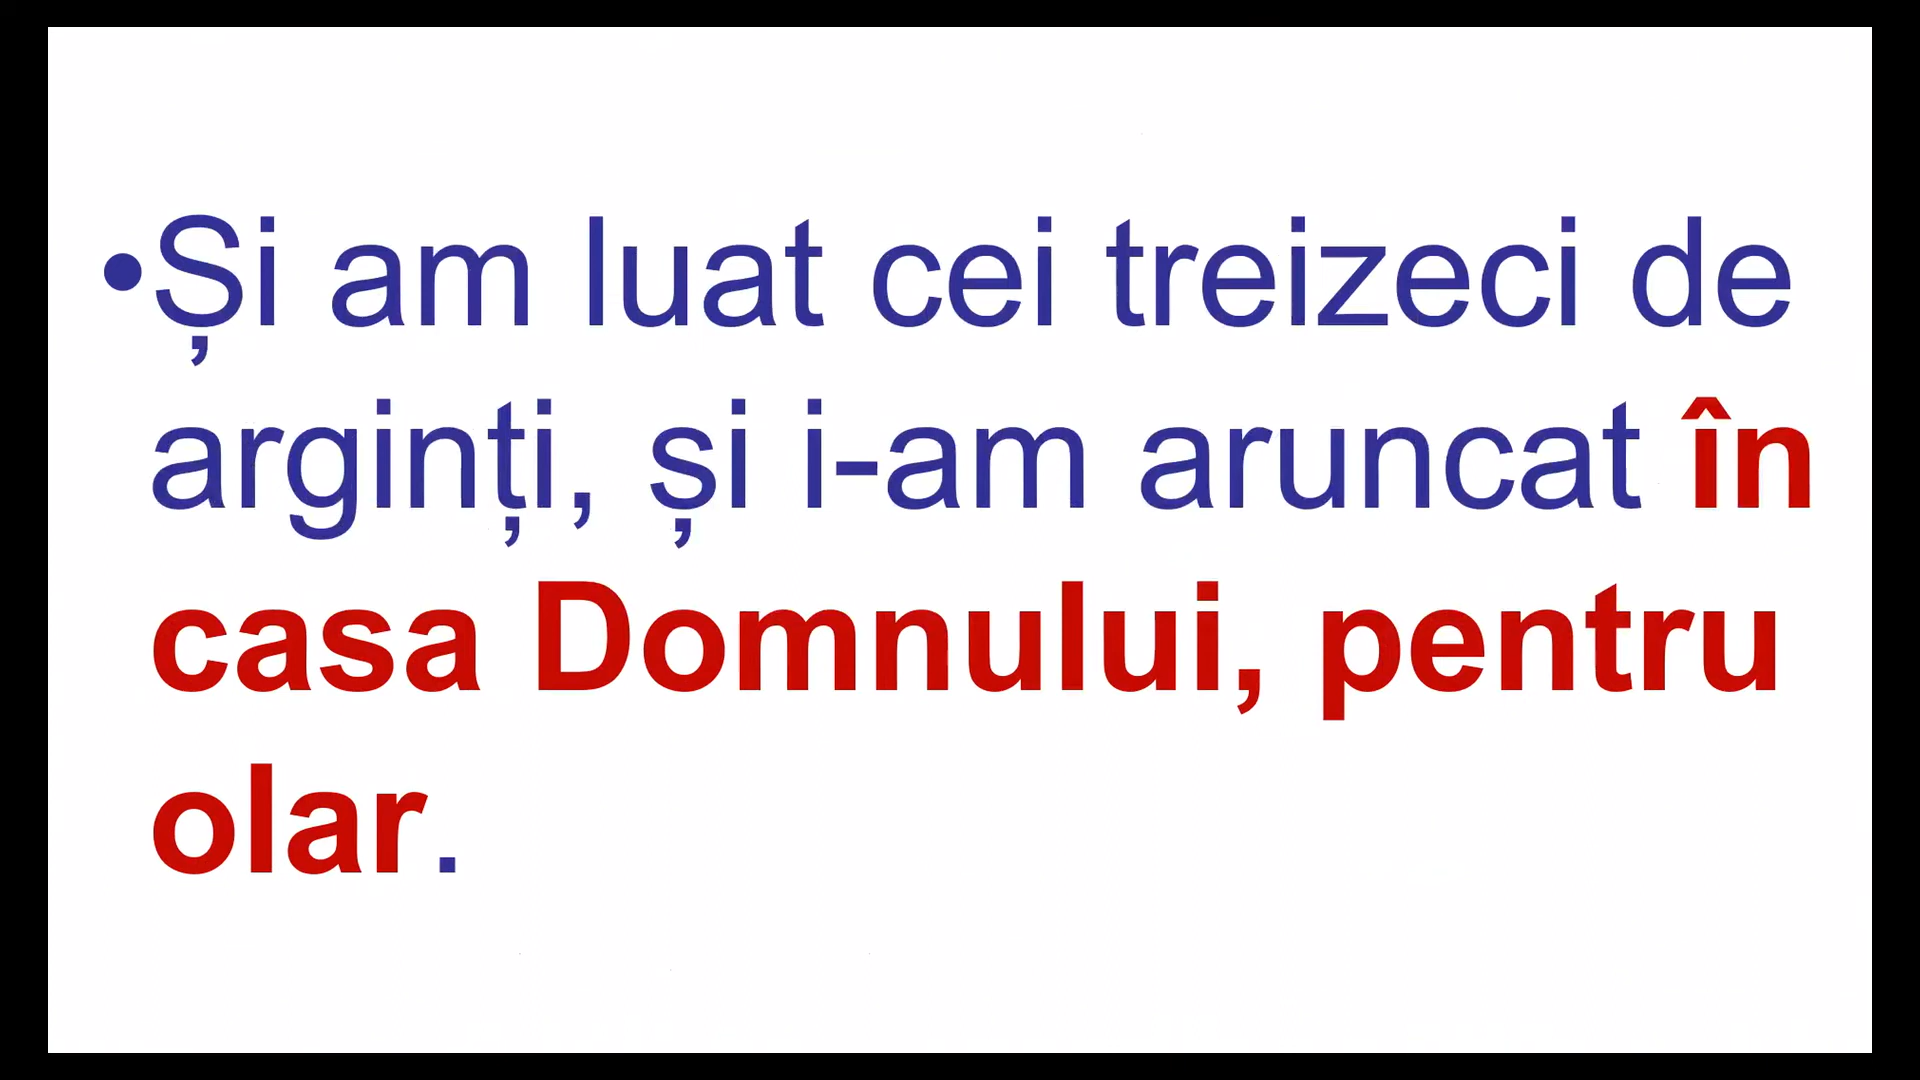 •Și am luat cei treizeci de
arginți, și i-am aruncat în
casa Domnului, pentru
olar.